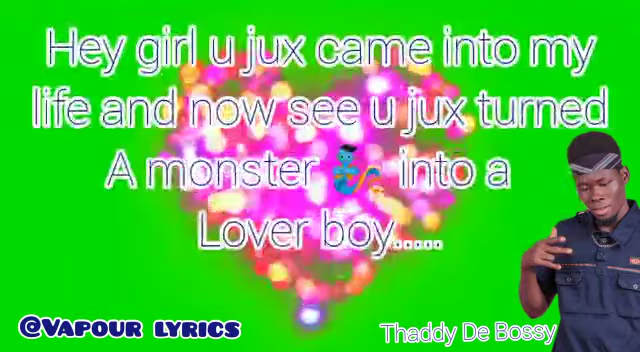 Hey girl u jux came into my
life and now see u jux turned
A monster 🧞‍♂️ into a
Lover boy.....
@VAPOUR LYRICS
Thaddy De Bossy